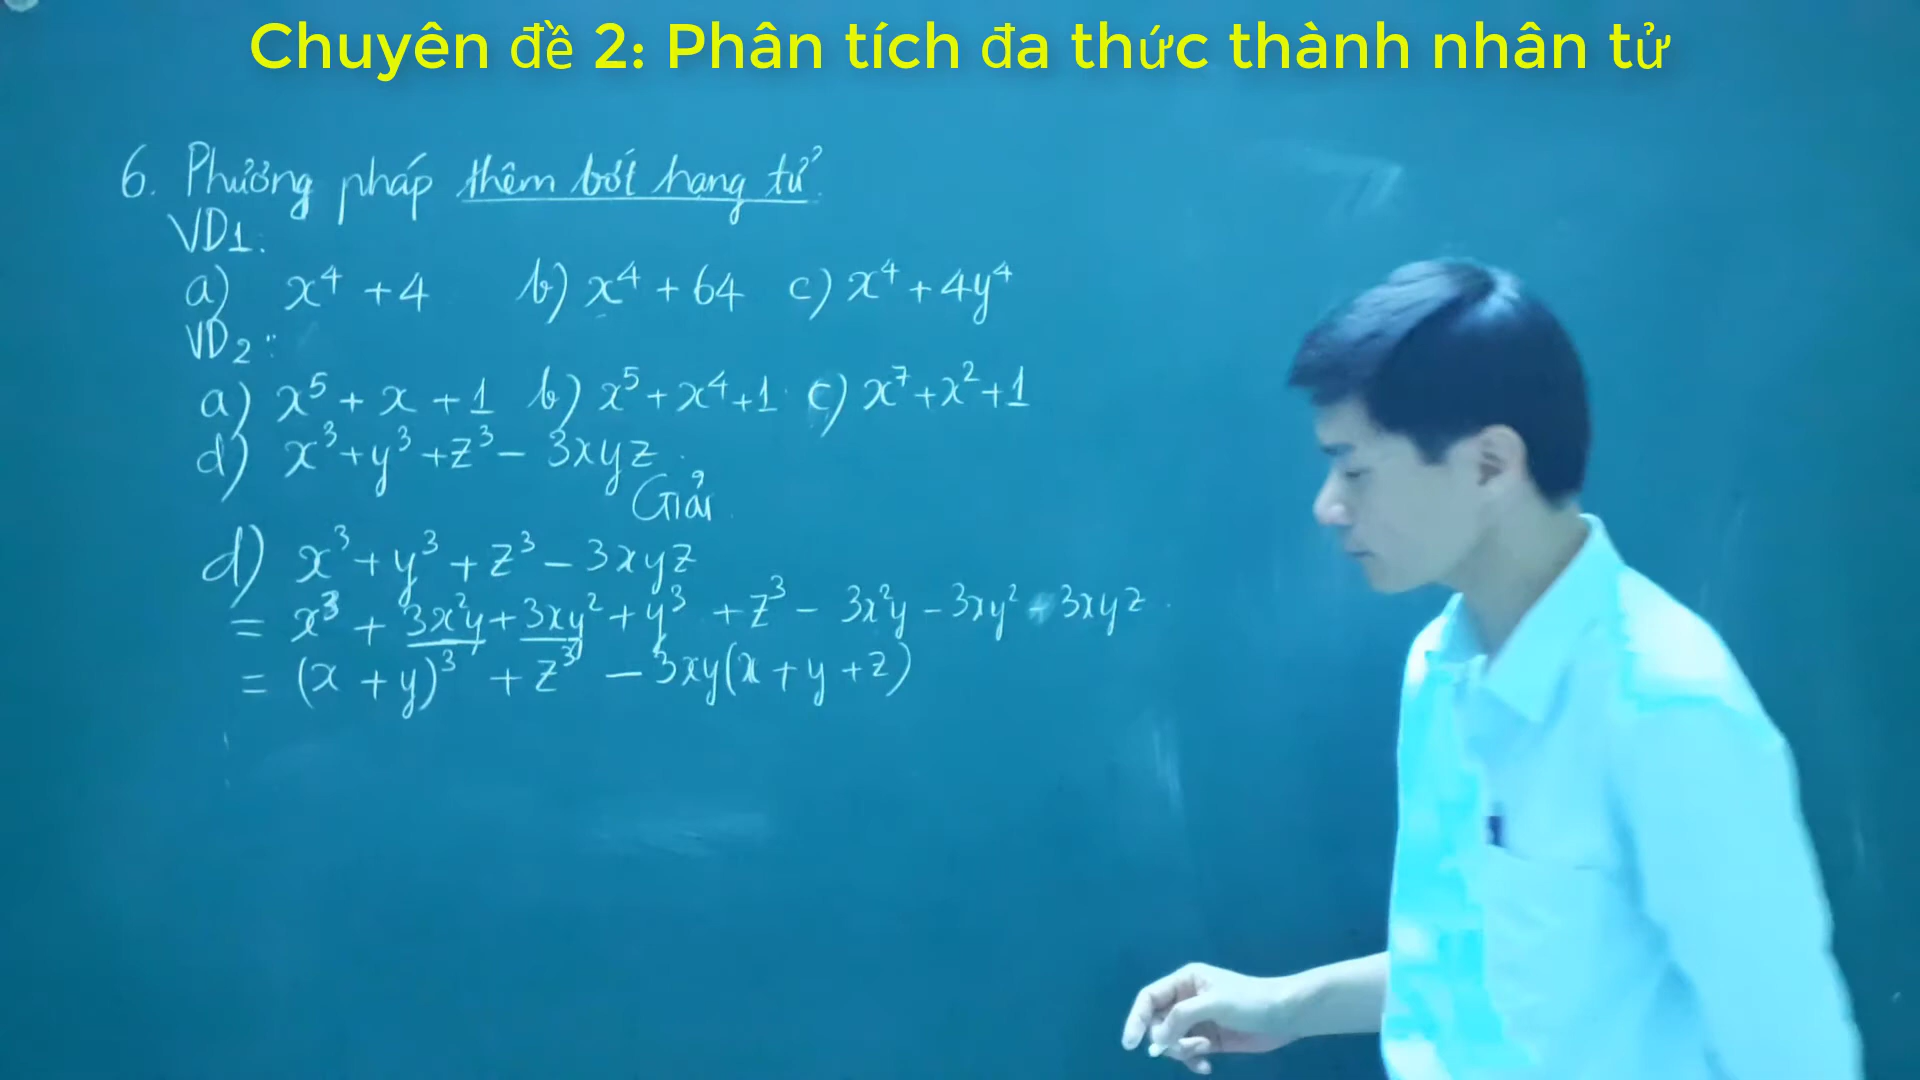 Chuyên đề 2: Phân tích đa thức thành nhân tử
6. Phương pháp thêm bớt hạng tử.
VD1:
a) x⁴ + 4 b) x⁴ + 64 c) x⁴ + 4y⁴
VD2:
a) x⁵ + x + 1 b) x⁵ + x⁴ + 1 c) x⁷ + x² + 1
d) x³ + y³ + z³ − 3xyz.
Giải
d) x³ + y³ + z³ − 3xyz
= x³ + 3x²y + 3xy² + y³ + z³ − 3x²y − 3xy² − 3xyz.
= (x + y)³ + z³ − 3xy(x + y + z)